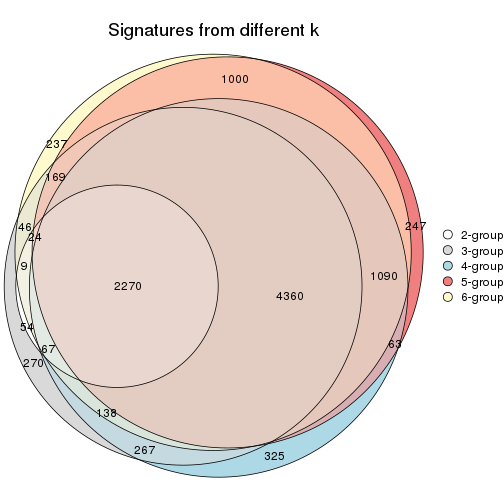 Signatures from different k
1000
237
169
46
24
247
9
1090
2270
4360
54
67
63
270
138
267
325
2-group
3-group
4-group
5-group
6-group